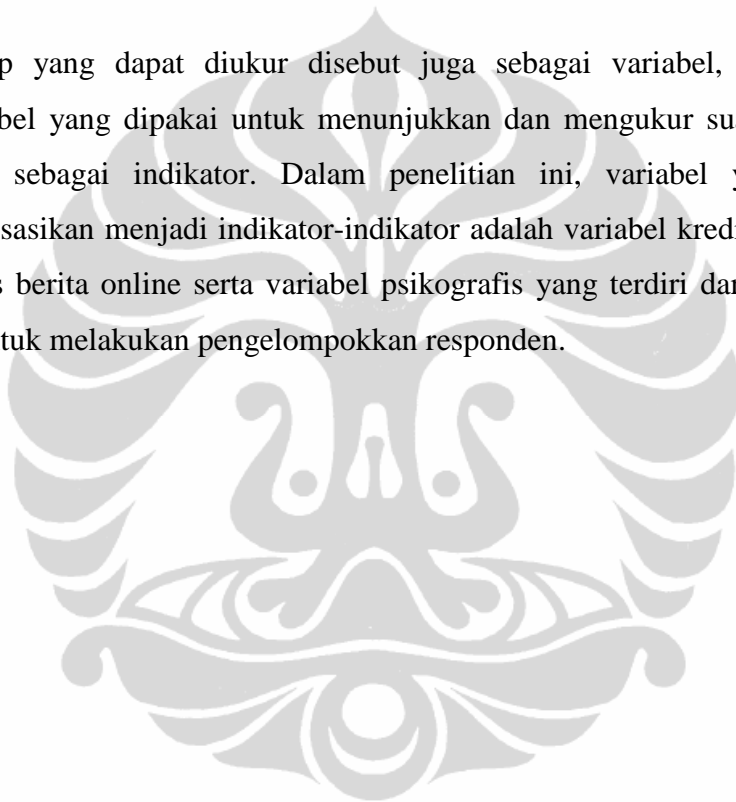 p yang dapat diukur disebut juga sebagai variabel,
bel yang dipakai untuk menunjukkan dan mengukur sua
sebagai indikator. Dalam penelitian ini, variabel y
sasikan menjadi indikator-indikator adalah variabel kredi
s berita online serta variabel psikografis yang terdiri dar
tuk melakukan pengelompokkan responden.